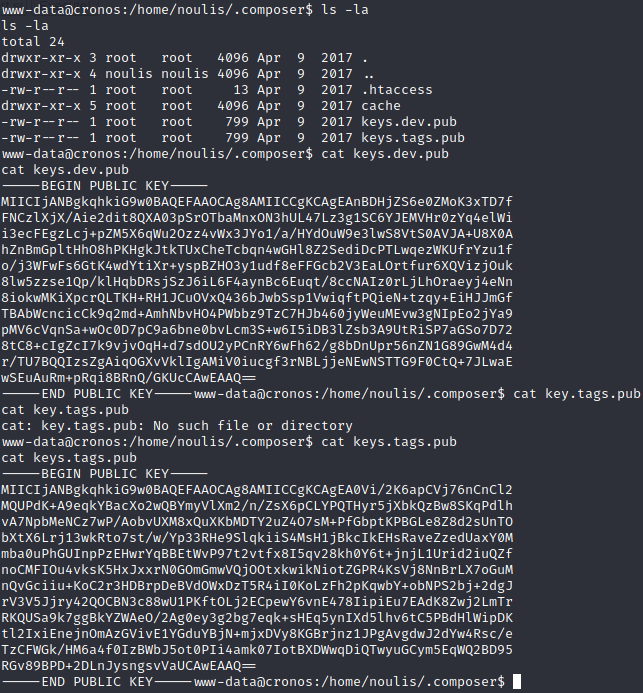 www-data@cronos:/home/noulis/.composer$ ls -la
ls -la
total 24
drwxr-xr-x 3 root   root   4096 Apr  9  2017 .
drwxr-xr-x 4 noulis noulis 4096 Apr  9  2017 ..
-rw-r--r-- 1 root   root     13 Apr  9  2017 .htaccess
drwxr-xr-x 5 root   root   4096 Apr  9  2017 cache
-rw-r--r-- 1 root   root    799 Apr  9  2017 keys.dev.pub
-rw-r--r-- 1 root   root    799 Apr  9  2017 keys.tags.pub
www-data@cronos:/home/noulis/.composer$ cat keys.dev.pub
cat keys.dev.pub
-----BEGIN PUBLIC KEY-----
MIICIjANBgkqhkiG9w0BAQEFAAOCAg8AMIICCgKCAgEAnBDHjZS6e0ZMoK3xTD7f
FNCzlXjX/Aie2dit8QXA03pSrOTbaMnxON3hUL47Lz3g1SC6YJEMVHr0zYq4elWi
i3ecFEgzLcj+pZM5X6qWu2Ozz4vWx3JYo1/a/HYdOuW9e3lwS8VtS0AVJA+U8X0A
hZnBmGpltHhO8hPKHgkJtkTUxCheTcbqn4wGHl8Z2SediDcPTLwqezWKUfrYzu1f
o/j3WFwFs6GtK4wdYtiXr+yspBZHO3y1udf8eFFGcb2V3EaLOrtfur6XQVizjOuk
8lw5zzse1Qp/klHqbDRsjSzJ6iL6F4aynBc6Euqt/8ccNAIz0rLjLhOraeyj4eNn
8iokwMKiXpcrQLTKH+RH1JCuOVxQ436bJwbSsp1VwiqftPQieN+tzqy+EiHJJmGf
TBAbWcncicCk9q2md+AmhNbvHO4PWbbz9TzC7HJb460jyWeuMEvw3gNIpEo2jYa9
pMV6cVqnSa+wOc0D7pC9a6bne0bvLcm3S+w6I5iDB3lZsb3A9UtRiSP7aGSo7D72
8tC8+cIgZcI7k9vjvOqH+d7sdOU2yPCnRY6wFh62/g8bDnUpr56nZN1G89GwM4d4
r/TU7BQQIzsZgAiqOGXvVklIgAMiV0iucgf3rNBLjjeNEwNSTTG9F0CtQ+7JLwaE
wSEuAuRm+pRqi8BRnQ/GKUcCAwEAAQ==
-----END PUBLIC KEY-----www-data@cronos:/home/noulis/.composer$ cat key.tags.pub
cat key.tags.pub
cat: key.tags.pub: No such file or directory
www-data@cronos:/home/noulis/.composer$ cat keys.tags.pub
cat keys.tags.pub
-----BEGIN PUBLIC KEY-----
MIICIjANBgkqhkiG9w0BAQEFAAOCAg8AMIICCgKCAgEA0Vi/2K6apCVj76nCnCl2
MQUPdK+A9eqkYBacXo2wQBYmyVlXm2/n/ZsX6pCLYPQTHyr5jXbkQzBw8SKqPdlh
vA7NpbMeNCz7wP/AobvUXM8xQuXKbMDTY2uZ4O7sM+PfGbptKPBGLe8Z8d2sUnTO
bXtX6Lrj13wkRto7st/w/Yp33RHe9SlqkiiS4MsH1jBkcIkEHsRaveZzedUaxY0M
mba0uPhGUInpPzEHwrYqBBEtWvP97t2vtfx8I5qv28kh0Y6t+jnjL1Urid2iuQZf
noCMFIOu4vksK5HxJxxrN0GOmGmwVQjOOtxkwikNiotZGPR4KsVj8NnBrLX7oGuM
nQvGciiu+KoC2r3HDBrpDeBVdOWxDzT5R4iI0KoLzFh2pKqwbY+obNPS2bj+2dgJ
rV3V5Jjry42QOCBN3c88wU1PKftOLj2ECpewY6vnE478IipiEu7EAdK8Zwj2LmTr
RKQUSa9k7ggBkYZWAeO/2Ag0ey3g2bg7eqk+sHEq5ynIXd5lhv6tC5PBdHlWipDK
tl2IxiEnejnOmAzGVivE1YGduYBjN+mjxDVy8KGBrjnz1JPgAvgdwJ2dYw4Rsc/e
TzCFWGk/HM6a4f0IzBWbJ5ot0PIi4amk07IotBXDWwqDiQTwyuGCym5EqWQ2BD95
RGv89BPD+2DLnJysngsvVaUCAwEAAQ==
-----END PUBLIC KEY-----www-data@cronos:/home/noulis/.composer$